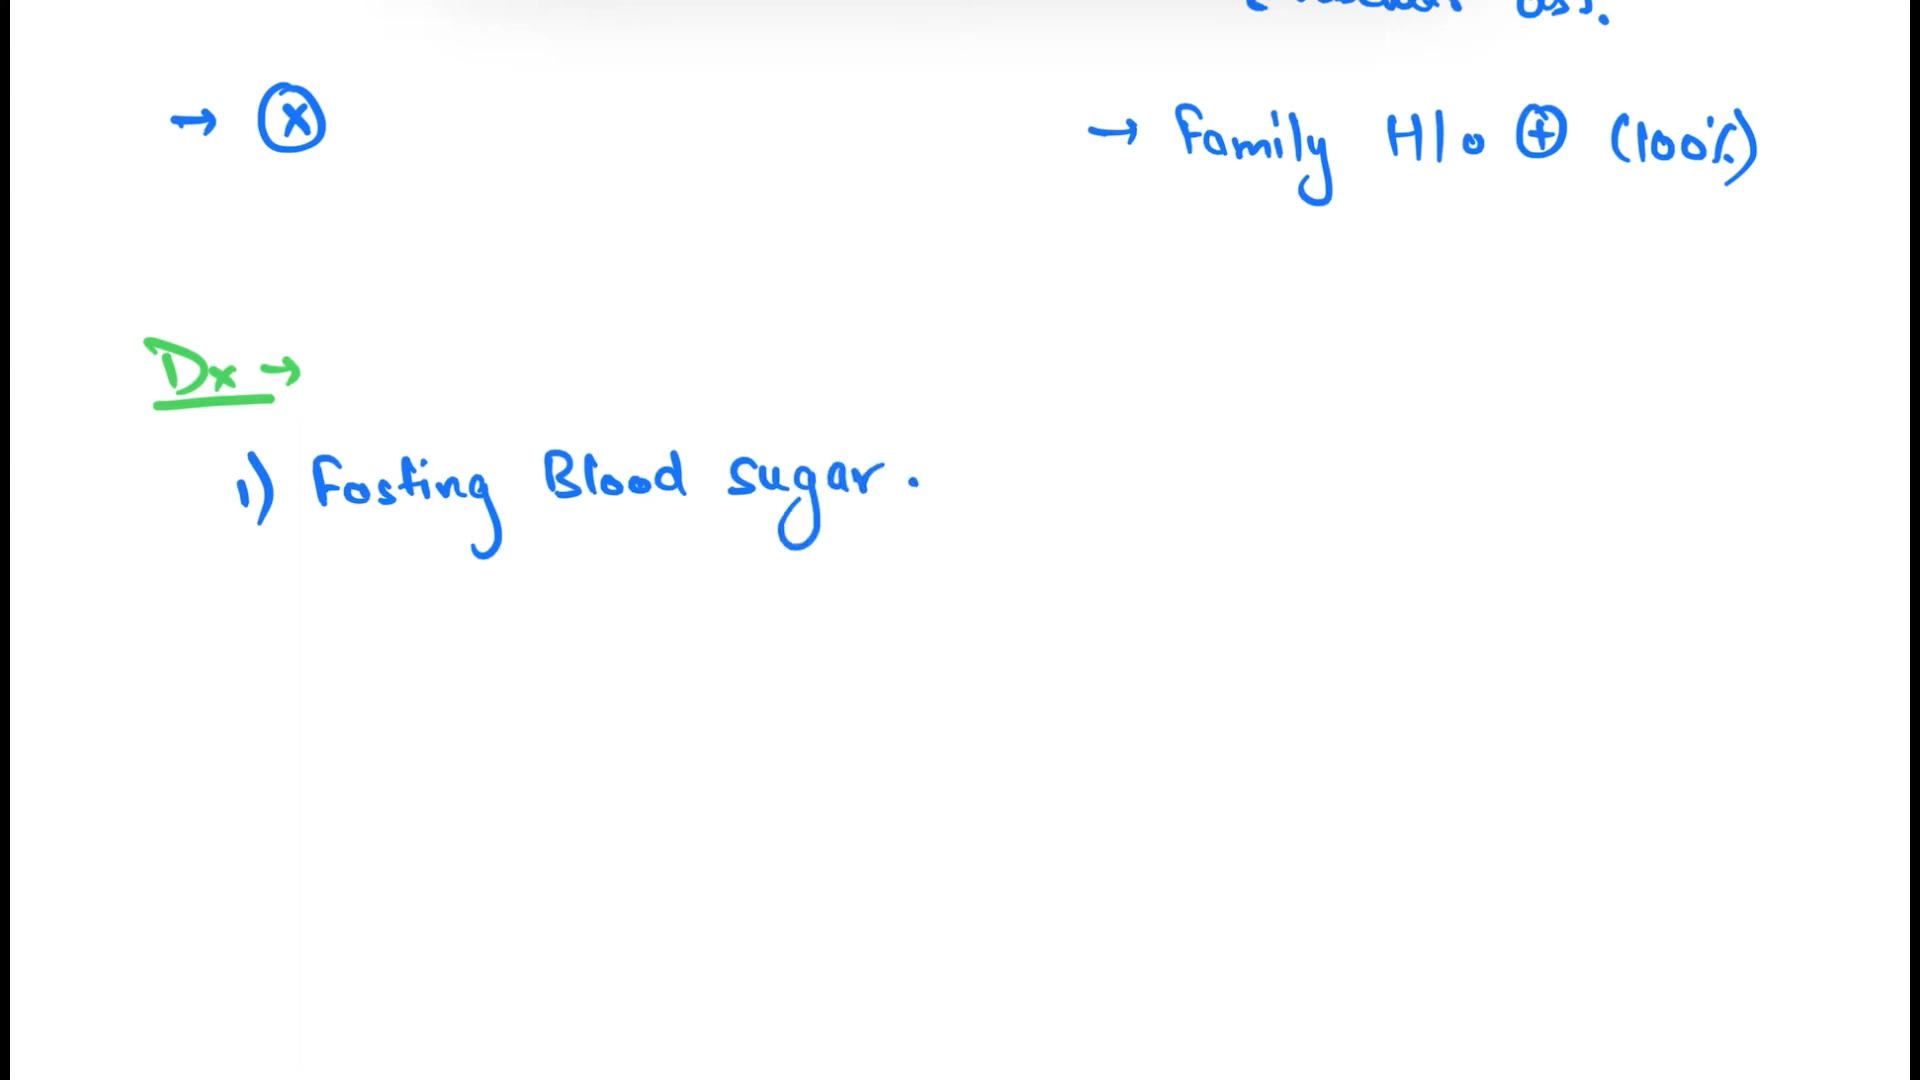 → ⓧ
→ Family H/o ⊕ (100%)
Dx →
1) Fasting Blood sugar.